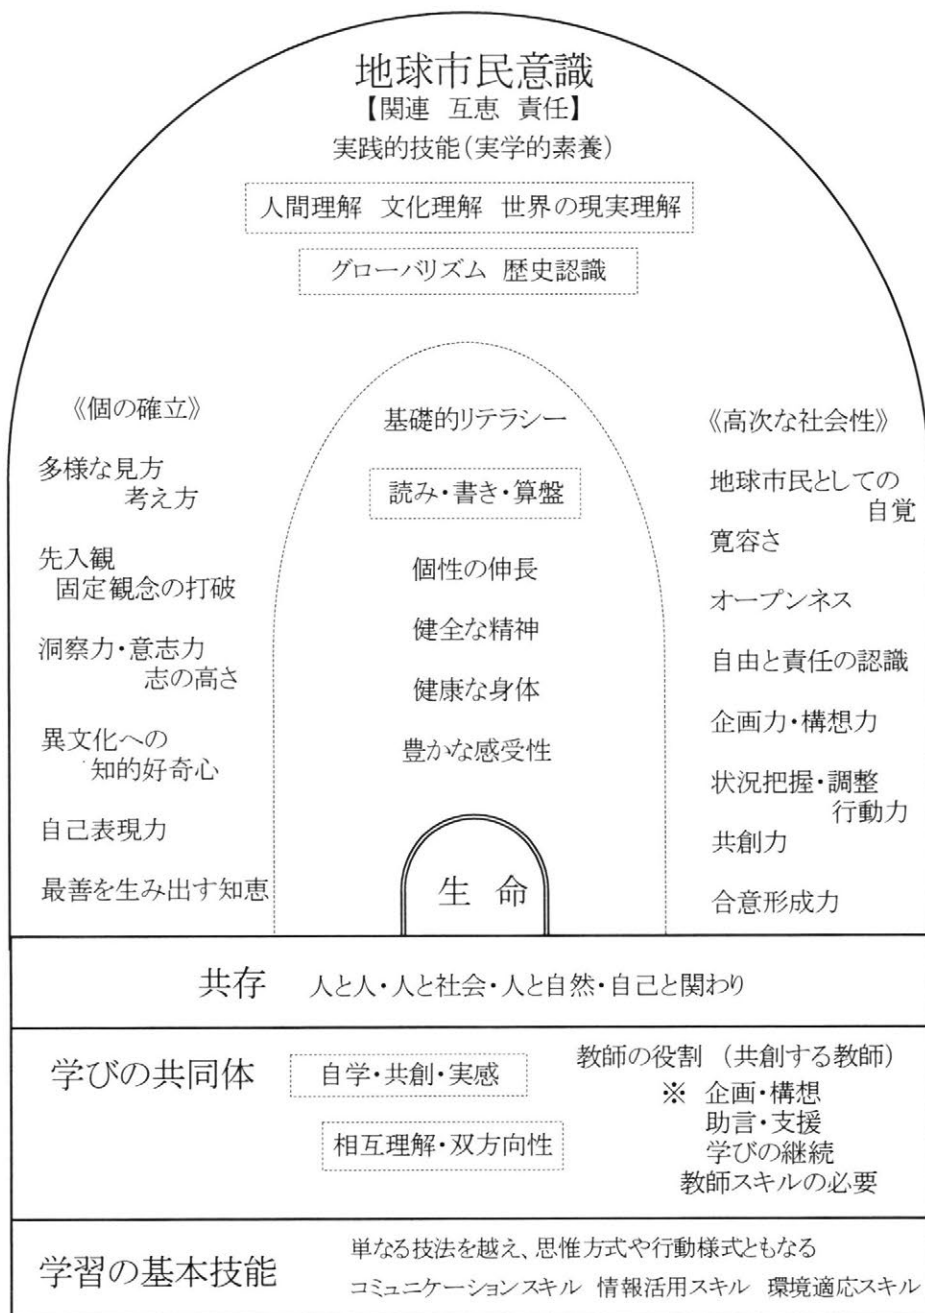 地球市民意識
【関連 互恵 責任】
実践的技能(実学的素養)
人間理解 文化理解 世界の現実理解
グローバリズム 歴史認識
《個の確立》
多様な見方
考え方
先入観
固定観念の打破
洞察力・意志力
志の高さ
異文化への
知的好奇心
自己表現力
最善を生み出す知恵
基礎的リテラシー
読み・書き・算盤
個性の伸長
健全な精神
健康な身体
豊かな感受性
生 命
《高次な社会性》
地球市民としての
自覚
寛容さ
オープンネス
自由と責任の認識
企画力・構想力
状況把握・調整
行動力
共創力
合意形成力
共存 人と人・人と社会・人と自然・自己と関わり
学びの共同体
自学・共創・実感
相互理解・双方向性
教師の役割 (共創する教師)
※ 企画・構想
助言・支援
学びの継続
教師スキルの必要
学習の基本技能
単なる技法を越え、思惟方式や行動様式ともなる
コミュニケーションスキル 情報活用スキル 環境適応スキル